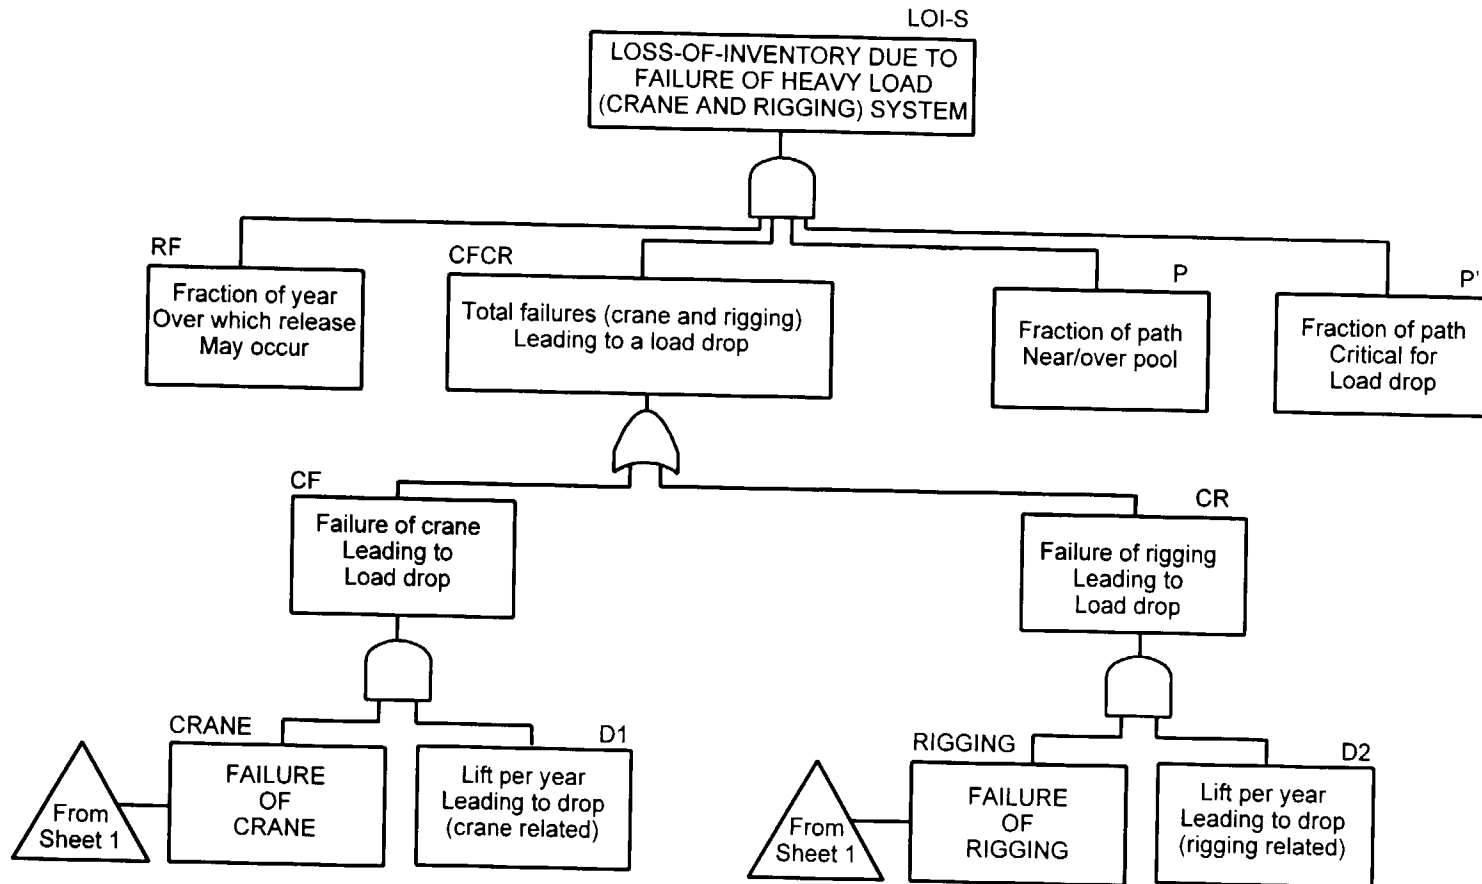 LOI-S
LOSS-OF-INVENTORY DUE TO
FAILURE OF HEAVY LOAD
(CRANE AND RIGGING) SYSTEM
RF
Fraction of year
Over which release
May occur
CFCR
Total failures (crane and rigging)
Leading to a load drop
P
Fraction of path
Near/over pool
P'
Fraction of path
Critical for
Load drop
CF
Failure of crane
Leading to
Load drop
CR
Failure of rigging
Leading to
Load drop
From
Sheet 1
CRANE
FAILURE
OF
CRANE
D1
Lift per year
Leading to drop
(crane related)
From
Sheet 1
RIGGING
FAILURE
OF
RIGGING
D2
Lift per year
Leading to drop
(rigging related)